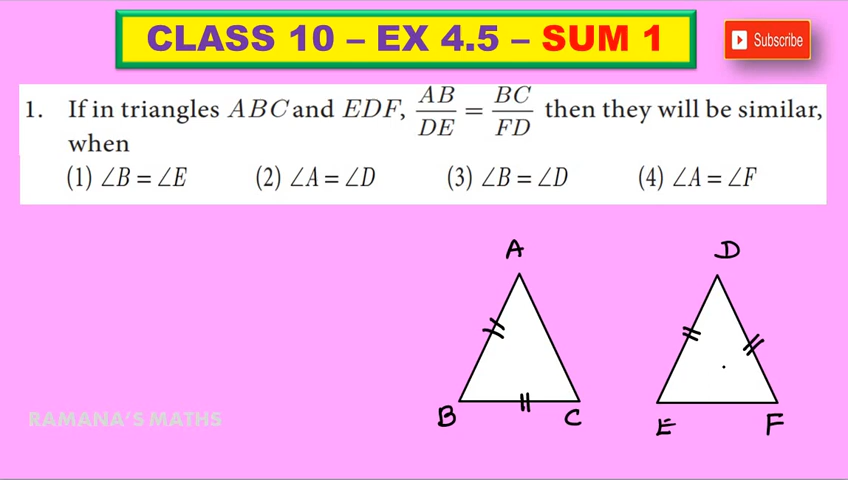 CLASS 10 – EX 4.5 – SUM 1
Subscribe
1. If in triangles ABC and EDF, AB/DE = BC/FD then they will be similar,
when
(1) ∠B = ∠E (2) ∠A = ∠D (3) ∠B = ∠D (4) ∠A = ∠F
A D
B C E F
RAMANA'S MATHS